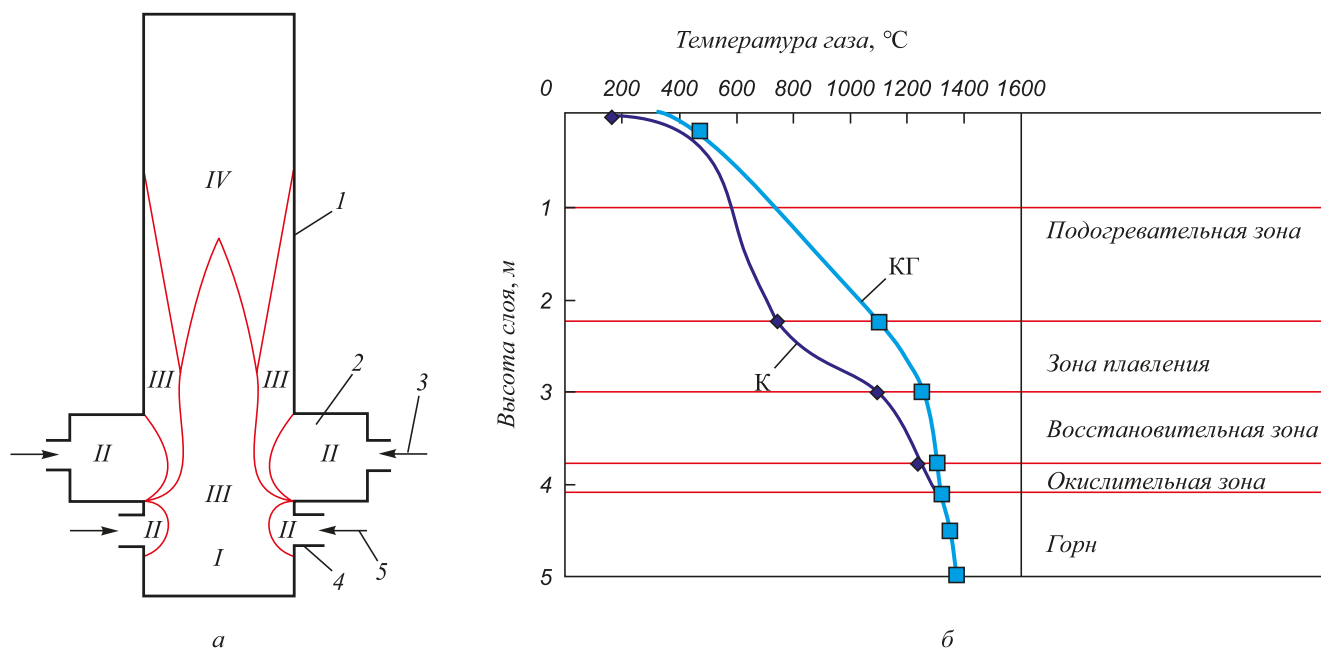 IV
1
III
III
2
3
II
II
III
II
II
I
4
5
а
Температура газа, °С
0
200
400
600
800
1000
1200
1400
1600
Высота слоя, м
1
2
3
4
5
КГ
К
Подогревательная зона
Зона плавления
Восстановительная зона
Окислительная зона
Горн
б